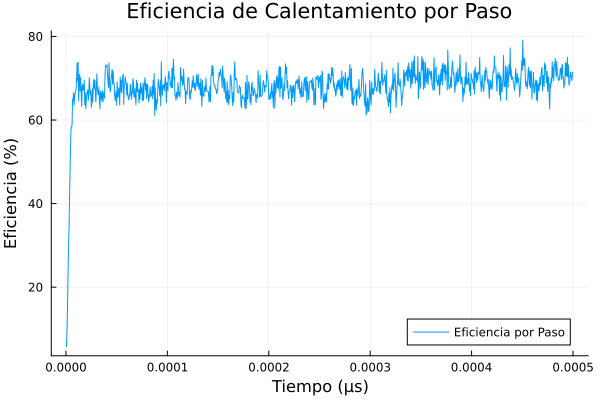 Eficiencia de Calentamiento por Paso
Eficiencia (%)
80
60
40
20
Eficiencia por Paso
0.0000 0.0001 0.0002 0.0003 0.0004 0.0005
Tiempo (μs)